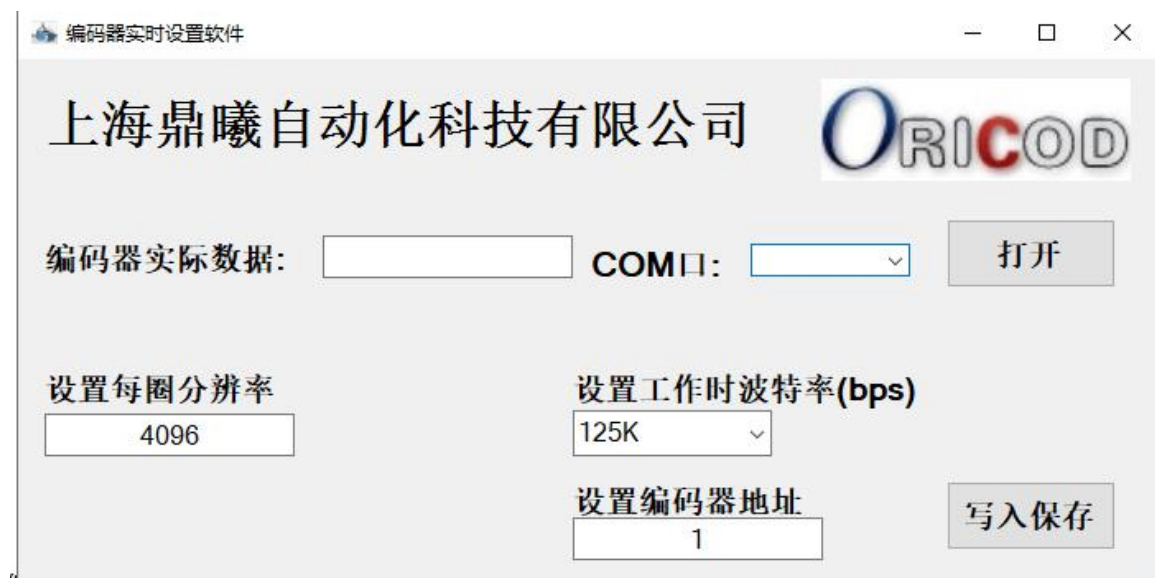 编码器实时设置软件
上海鼎曦自动化科技有限公司
ORICOD
编码器实际数据:
COM口:
打开
设置每圈分辨率
4096
设置工作时波特率(bps)
125K
设置编码器地址
1
写入保存